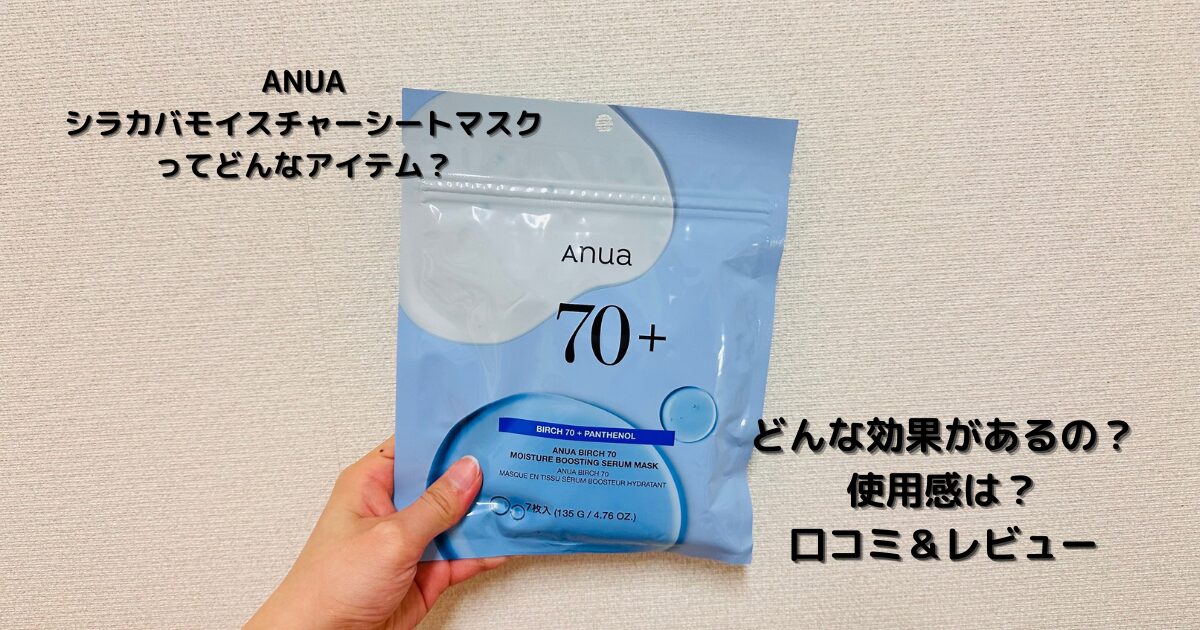 ANUA
シラカバモイスチャーシートマスク
ってどんなアイテム？
Anua
70+
BIRCH 70 + PANTHENOL
ANUA BIRCH 70
MOISTURE BOOSTING SERUM MASK
ANUA BIRCH 70
MASQUE EN TISSU SÉRUM BOOSTEUR HYDRATANT
7枚入 (135 G / 4.76 OZ.)
どんな効果があるの？
使用感は？
口コミ＆レビュー